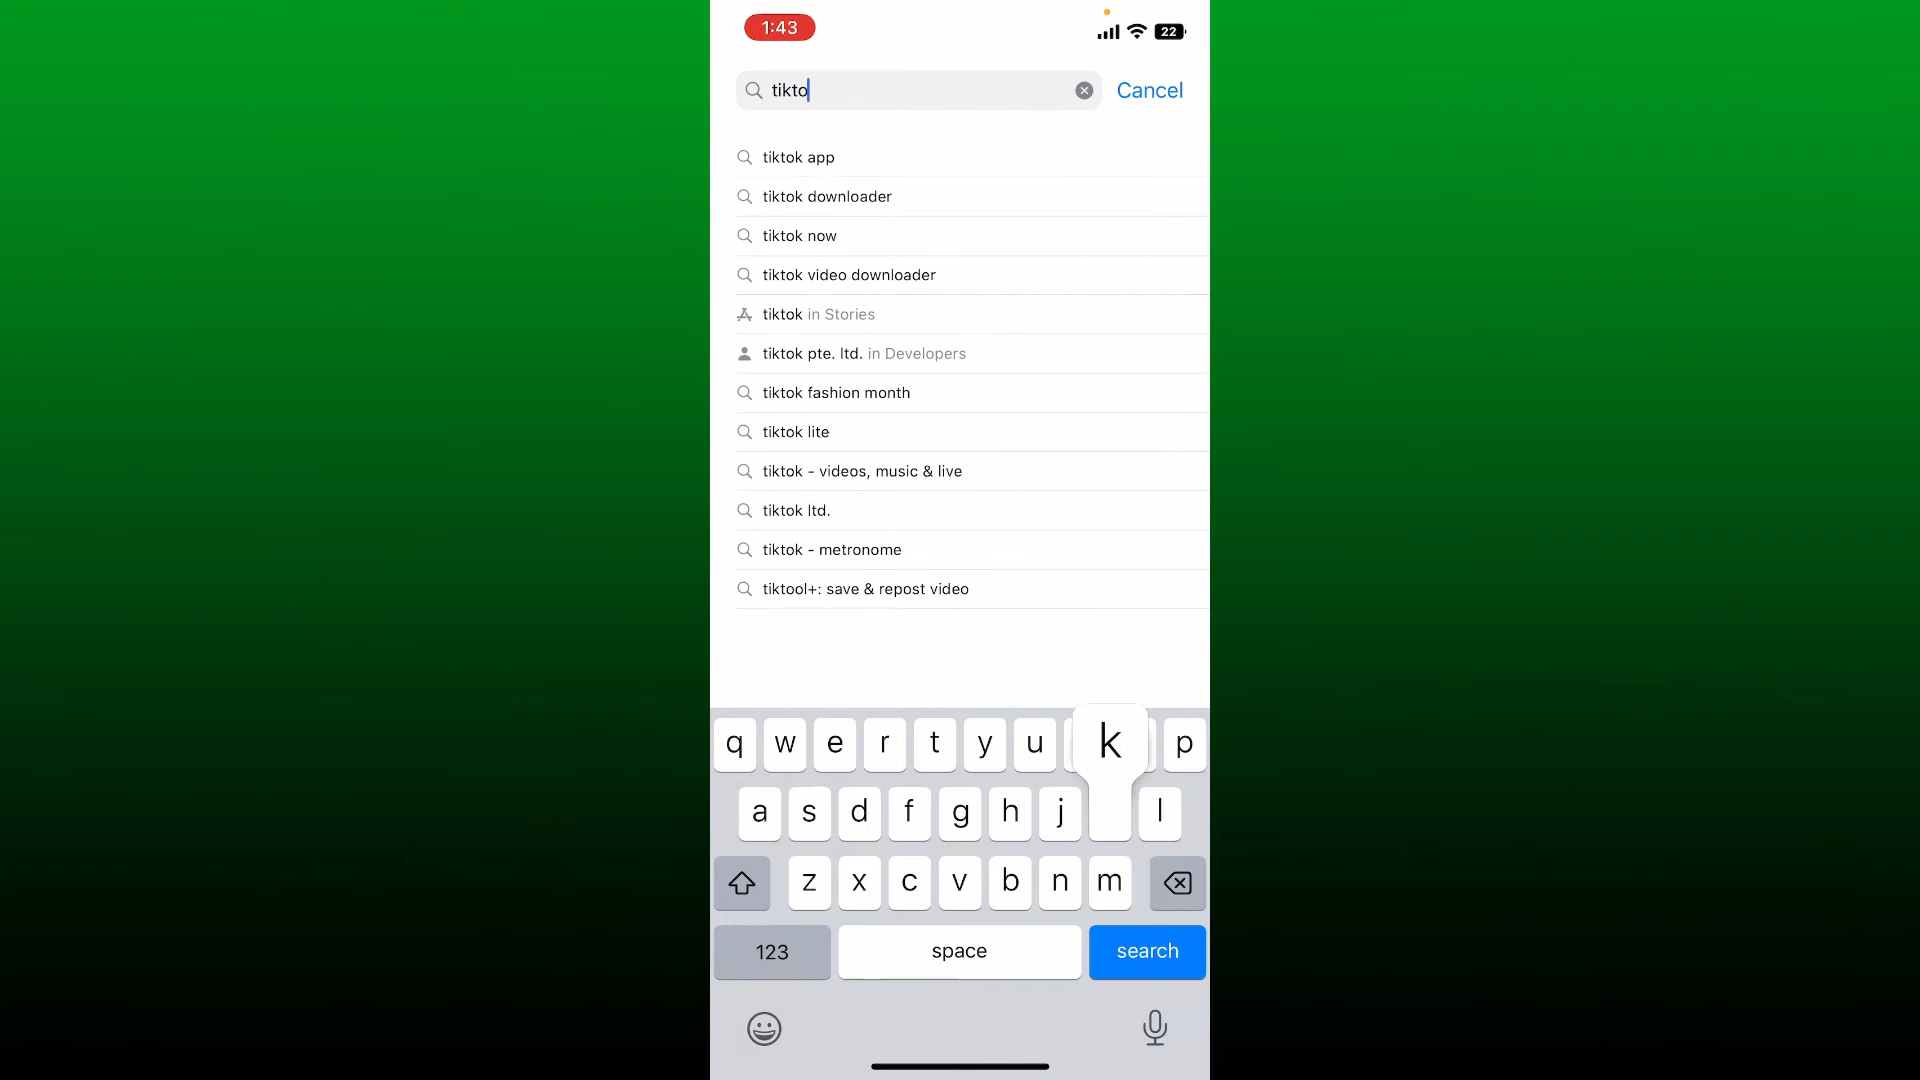 1:43
22
tikto
Cancel
tiktok app
tiktok downloader
tiktok now
tiktok video downloader
tiktok in Stories
tiktok pte. ltd. in Developers
tiktok fashion month
tiktok lite
tiktok - videos, music & live
tiktok ltd.
tiktok - metronome
tiktool+: save & repost video
q w e r t y u k p
a s d f g h j l
z x c v b n m
123 space search